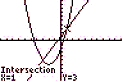 Intersection
X=1 Y=3